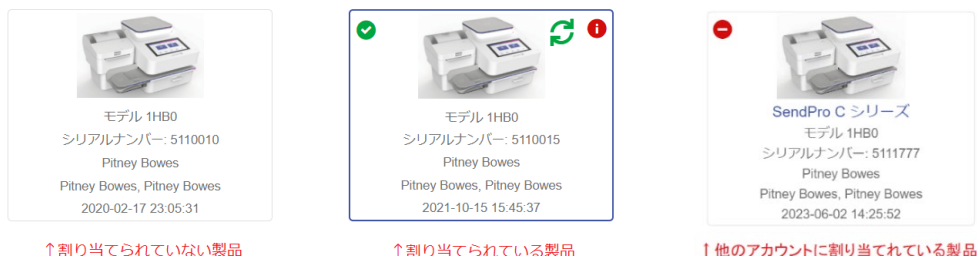 モデル 1HB0
シリアルナンバー: 5110010
Pitney Bowes
Pitney Bowes, Pitney Bowes
2020-02-17 23:05:31
↑割り当てられていない製品
モデル 1HB0
シリアルナンバー: 5110015
Pitney Bowes
Pitney Bowes, Pitney Bowes
2021-10-15 15:45:37
↑割り当てられている製品
SendPro C シリーズ
モデル 1HB0
シリアルナンバー: 5111777
Pitney Bowes
Pitney Bowes, Pitney Bowes
2023-06-02 14:25:52
↑他のアカウントに割り当てれている製品